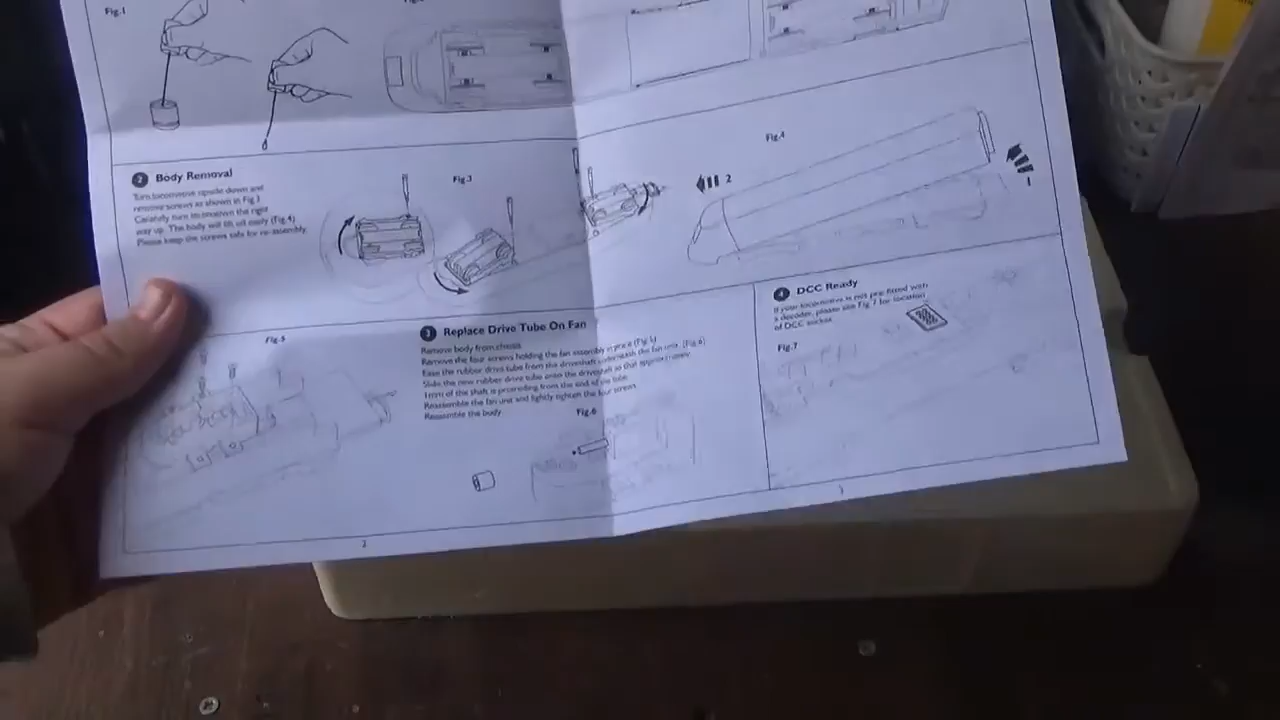 Fig.1
2 Body Removal
Turn locomotive upside down and
remove screws as shown in Fig 3
Carefully turn locomotive the right
way up. The body will lift off easily (Fig.4)
Please keep the screws safe for re-assembly.
Fig.3
Fig.4
2
1
Fig.5
3 Replace Drive Tube On Fan
Remove body from chassis
Remove the four screws holding the fan assembly in place (Fig.5)
Ease the rubber drive tube from the driveshaft underneath the fan unit. (Fig.6)
Slide the new rubber drive tube onto the driveshaft so that approximately
1mm of the shaft is protruding from the end of the tube
Reassemble the fan unit and lightly tighten the four screws
Reassemble the body.
Fig.6
4 DCC Ready
If your locomotive is not pre-fitted with
a decoder, please see Fig 7 for location
of DCC socket
Fig.7
2
3